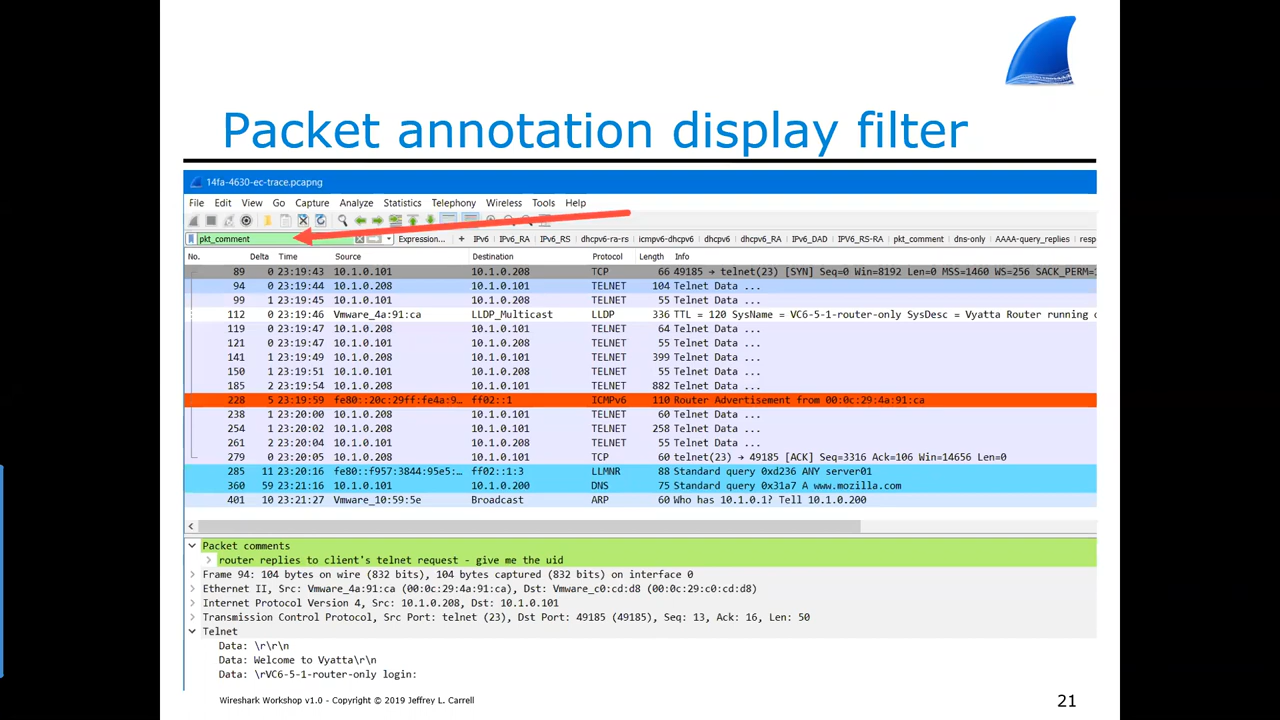 Packet annotation display filter
14fa-4630-ec-trace.pcapng
File Edit View Go Capture Analyze Statistics Telephony Wireless Tools Help
pkt_comment Expression... + IPv6 IPv6_RA IPv6_RS dhcpv6-ra-rs icmpv6-dhcpv6 dhcpv6 dhcpv6_RA IPv6_DAD IPV6_RS-RA pkt_comment dns-only AAAA-query_replies resp
No. Delta Time Source Destination Protocol Length Info
89 0 23:19:43 10.1.0.101 10.1.0.208 TCP 66 49185 → telnet(23) [SYN] Seq=0 Win=8192 Len=0 MSS=1460 WS=256 SACK_PERM=1
94 0 23:19:44 10.1.0.208 10.1.0.101 TELNET 104 Telnet Data ...
99 1 23:19:45 10.1.0.101 10.1.0.208 TELNET 55 Telnet Data ...
112 0 23:19:46 Vmware_4a:91:ca LLDP_Multicast LLDP 336 TTL = 120 SysName = VC6-5-1-router-only SysDesc = Vyatta Router running o
119 0 23:19:47 10.1.0.208 10.1.0.101 TELNET 64 Telnet Data ...
121 0 23:19:47 10.1.0.101 10.1.0.208 TELNET 55 Telnet Data ...
141 1 23:19:49 10.1.0.208 10.1.0.101 TELNET 399 Telnet Data ...
150 1 23:19:51 10.1.0.101 10.1.0.208 TELNET 55 Telnet Data ...
185 2 23:19:54 10.1.0.208 10.1.0.101 TELNET 882 Telnet Data ...
228 5 23:19:59 fe80::20c:29ff:fe4a:9... ff02::1 ICMPv6 110 Router Advertisement from 00:0c:29:4a:91:ca
238 1 23:20:00 10.1.0.208 10.1.0.101 TELNET 60 Telnet Data ...
254 1 23:20:02 10.1.0.208 10.1.0.101 TELNET 258 Telnet Data ...
261 2 23:20:04 10.1.0.101 10.1.0.208 TELNET 55 Telnet Data ...
279 0 23:20:05 10.1.0.208 10.1.0.101 TCP 60 telnet(23) → 49185 [ACK] Seq=3316 Ack=106 Win=14656 Len=0
285 11 23:20:16 fe80::f957:3844:95e5:... ff02::1:3 LLMNR 88 Standard query 0xd236 ANY server01
360 59 23:21:16 10.1.0.101 10.1.0.200 DNS 75 Standard query 0x31a7 A www.mozilla.com
401 10 23:21:27 Vmware_10:59:5e Broadcast ARP 60 Who has 10.1.0.1? Tell 10.1.0.200
Packet comments
router replies to client's telnet request - give me the uid
Frame 94: 104 bytes on wire (832 bits), 104 bytes captured (832 bits) on interface 0
Ethernet II, Src: Vmware_4a:91:ca (00:0c:29:4a:91:ca), Dst: Vmware_c0:cd:d8 (00:0c:29:c0:cd:d8)
Internet Protocol Version 4, Src: 10.1.0.208, Dst: 10.1.0.101
Transmission Control Protocol, Src Port: telnet (23), Dst Port: 49185 (49185), Seq: 13, Ack: 16, Len: 50
Telnet
Data: \r\r\n
Data: Welcome to Vyatta\r\n
Data: \rVC6-5-1-router-only login:
Wireshark Workshop v1.0 - Copyright © 2019 Jeffrey L. Carrell
21